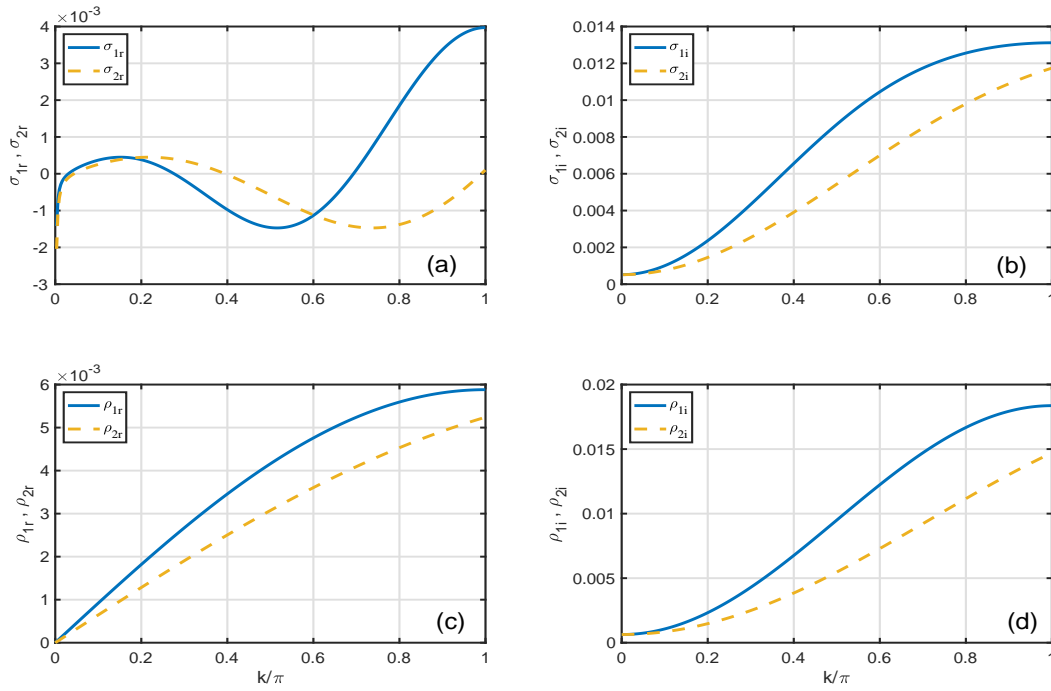 ×10⁻³
4
3
2
1
0
-1
-2
-3
σ1r , σ2r
σ1r
σ2r
(a)
0 0.2 0.4 0.6 0.8 1
0.014
0.012
0.01
0.008
0.006
0.004
0.002
σ1i , σ2i
σ1i
σ2i
(b)
0 0.2 0.4 0.6 0.8 1
×10⁻³
6
5
4
3
2
1
0
ρ1r , ρ2r
ρ1r
ρ2r
(c)
0 0.2 0.4 0.6 0.8 1
k/π
0.02
0.015
0.01
0.005
0
ρ1i , ρ2i
ρ1i
ρ2i
(d)
0 0.2 0.4 0.6 0.8 1
k/π